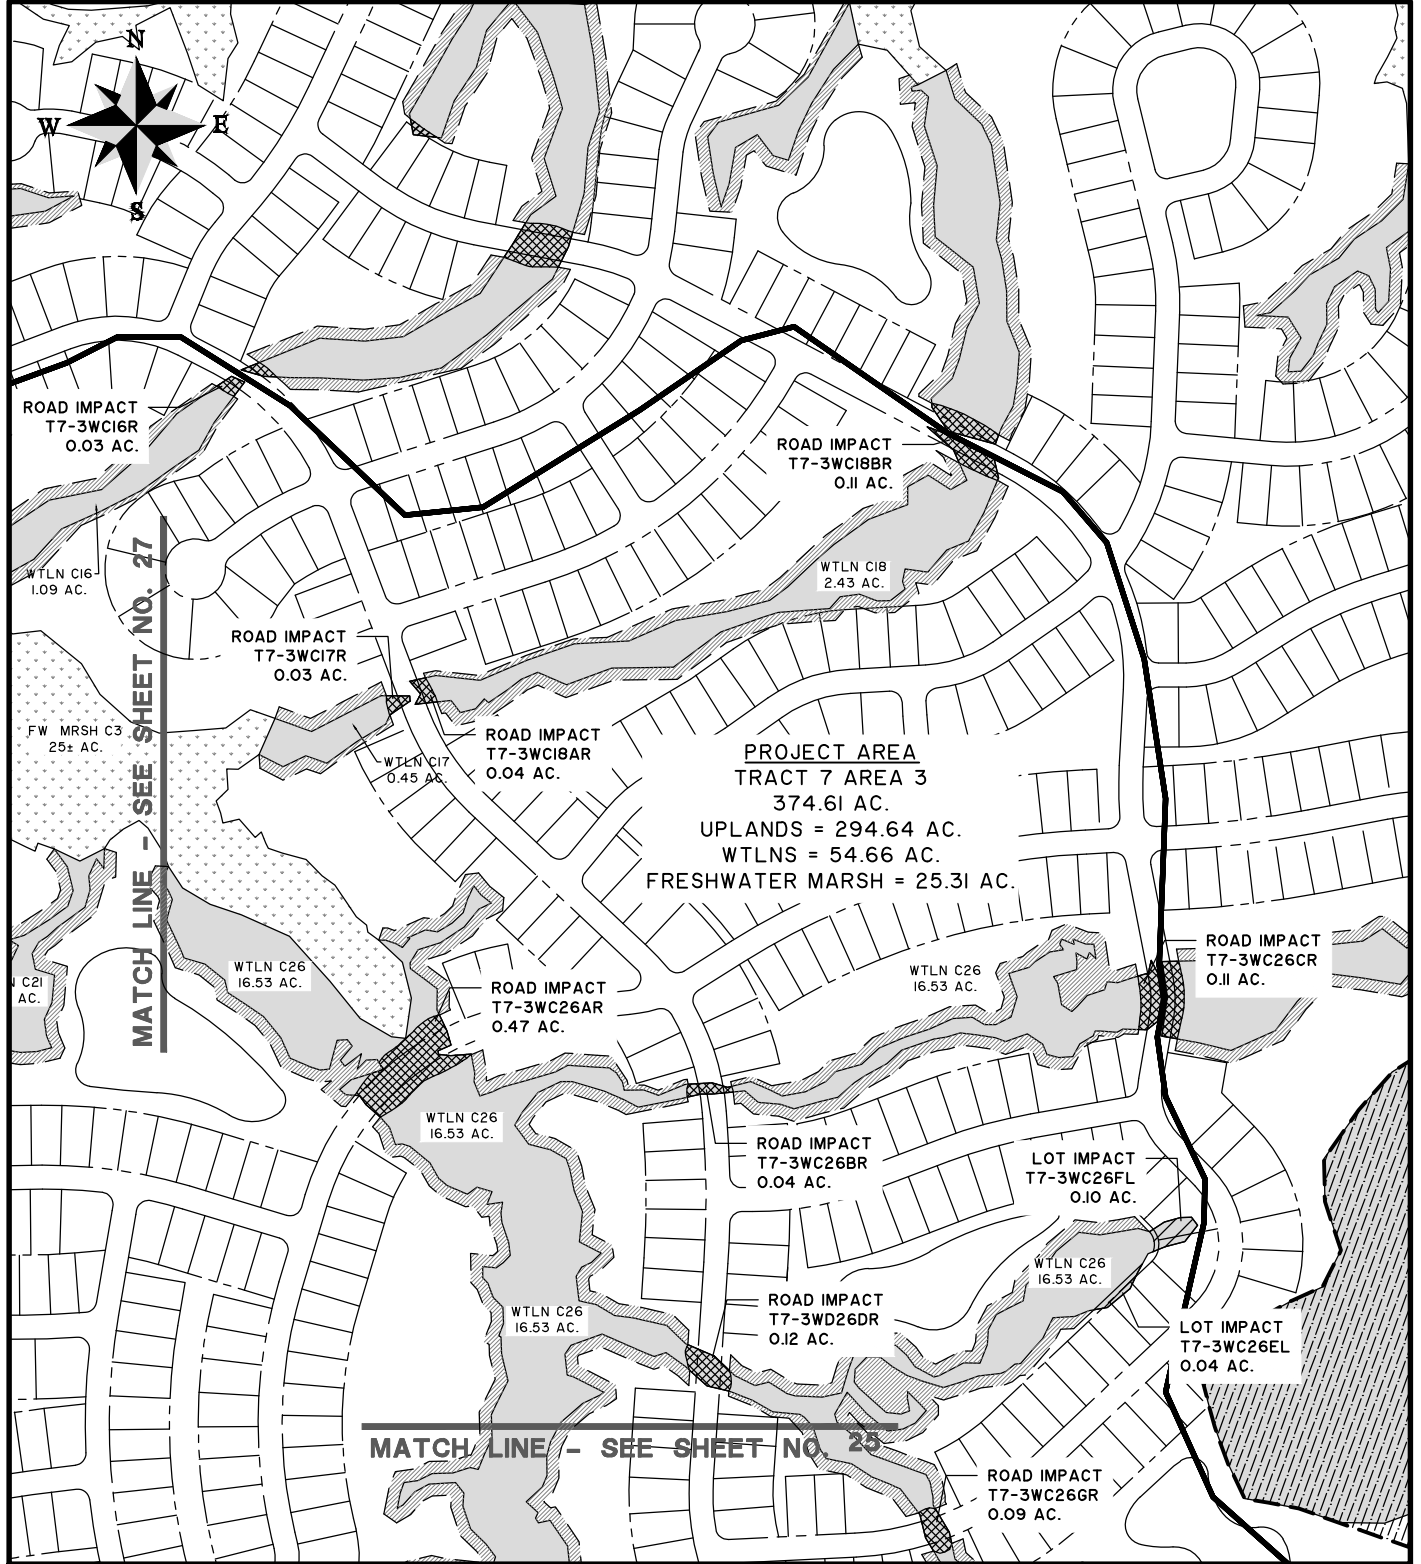 N
W
E
S
ROAD IMPACT
T7-3WC16R
0.03 AC.
ROAD IMPACT
T7-3WC18BR
0.11 AC.
WTLN C16
1.09 AC.
MATCH LINE - SEE SHEET NO. 27
WTLN C18
2.43 AC.
ROAD IMPACT
T7-3WC17R
0.03 AC.
FW MRSH C3
25± AC.
WTLN C17
0.45 AC.
ROAD IMPACT
T7-3WC18AR
0.04 AC.
PROJECT AREA
TRACT 7 AREA 3
374.61 AC.
UPLANDS = 294.64 AC.
WTLNS = 54.66 AC.
FRESHWATER MARSH = 25.31 AC.
N C21
AC.
WTLN C26
16.53 AC.
ROAD IMPACT
T7-3WC26AR
0.47 AC.
WTLN C26
16.53 AC.
ROAD IMPACT
T7-3WC26CR
0.11 AC.
WTLN C26
16.53 AC.
ROAD IMPACT
T7-3WC26BR
0.04 AC.
LOT IMPACT
T7-3WC26FL
0.10 AC.
WTLN C26
16.53 AC.
WTLN C26
16.53 AC.
ROAD IMPACT
T7-3WD26DR
0.12 AC.
LOT IMPACT
T7-3WC26EL
0.04 AC.
MATCH LINE - SEE SHEET NO. 25
ROAD IMPACT
T7-3WC26GR
0.09 AC.